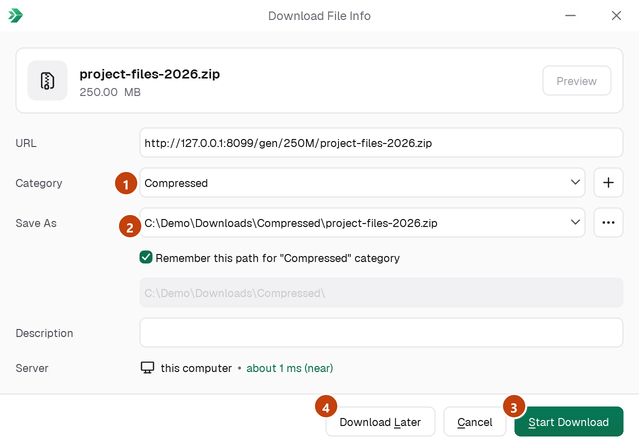 Download File Info
project-files-2026.zip
250.00 MB
Preview
URL
http://127.0.0.1:8099/gen/250M/project-files-2026.zip
Category
1
Compressed
Save As
2
C:\Demo\Downloads\Compressed\project-files-2026.zip
Remember this path for "Compressed" category
C:\Demo\Downloads\Compressed\
Description
Server
this computer • about 1 ms (near)
4
Download Later
Cancel
3
Start Download